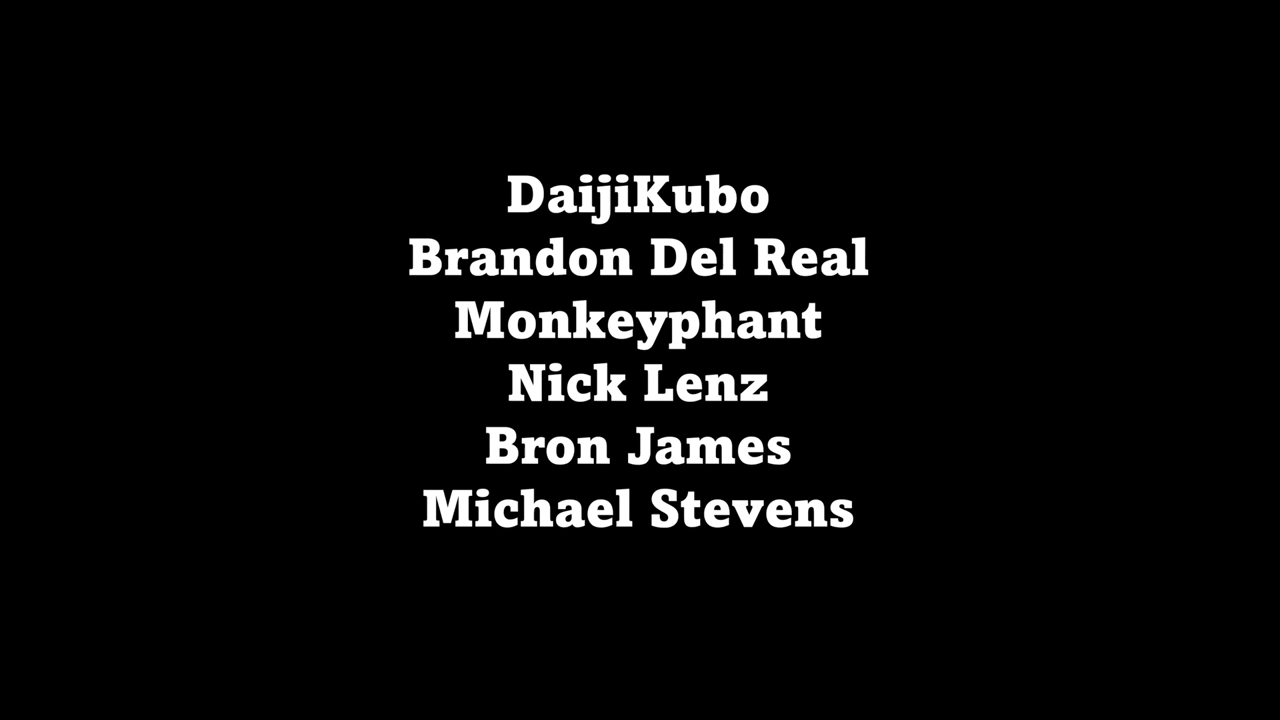 DaijiKubo
Brandon Del Real
Monkeyphant
Nick Lenz
Bron James
Michael Stevens